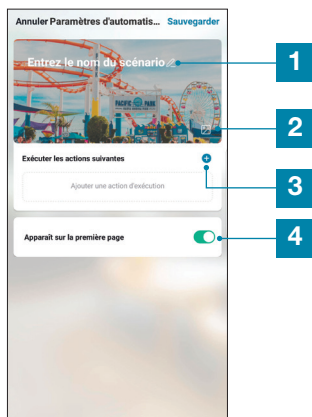 Annuler Paramètres d'automatis... Sauvegarder
Entrez le nom du scénario
1
PACIFIC PARK
2
Exécuter les actions suivantes
3
Ajouter une action d'exécution
Apparaît sur la première page
4